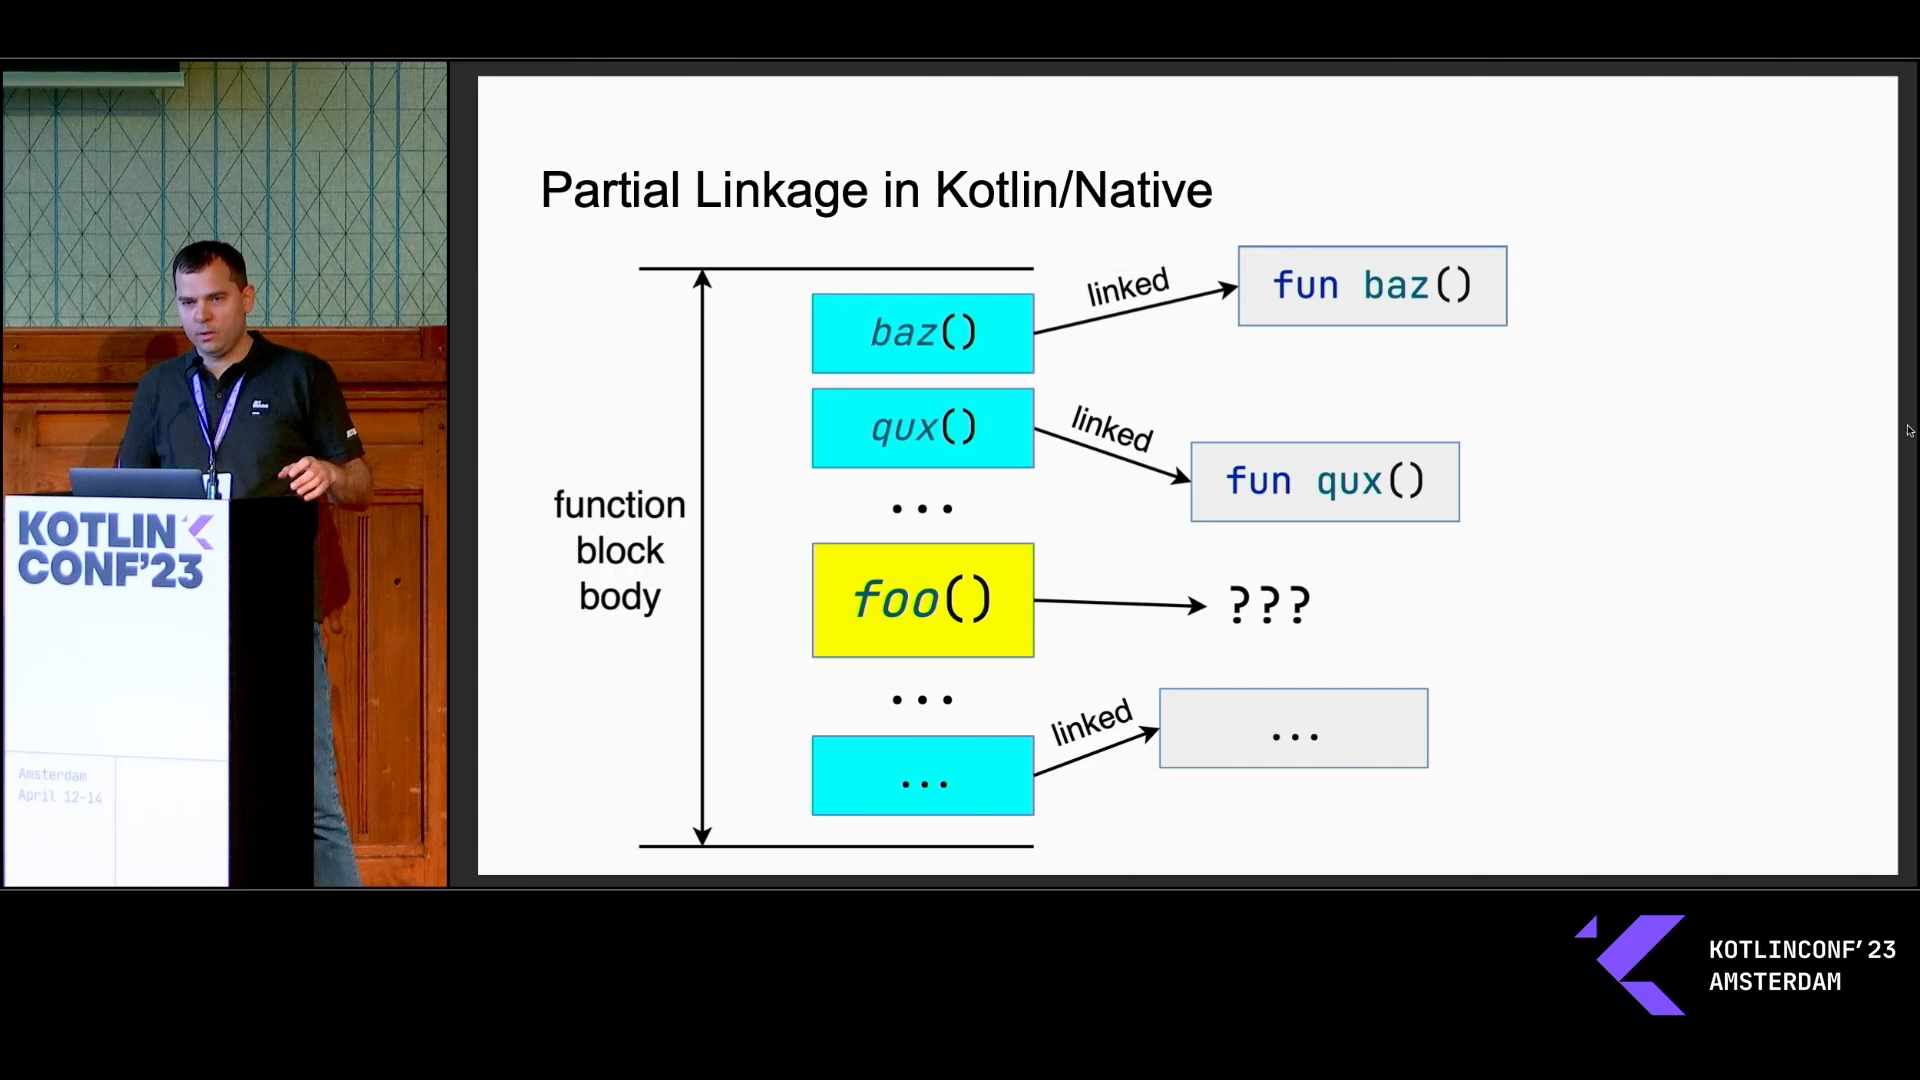 Partial Linkage in Kotlin/Native
baz()
linked
fun baz()
qux()
linked
fun qux()
...
function
block
body
foo()
???
...
...
linked
...
KOTLIN
CONF'23
Amsterdam
April 12-14
KOTLINCONF'23
AMSTERDAM